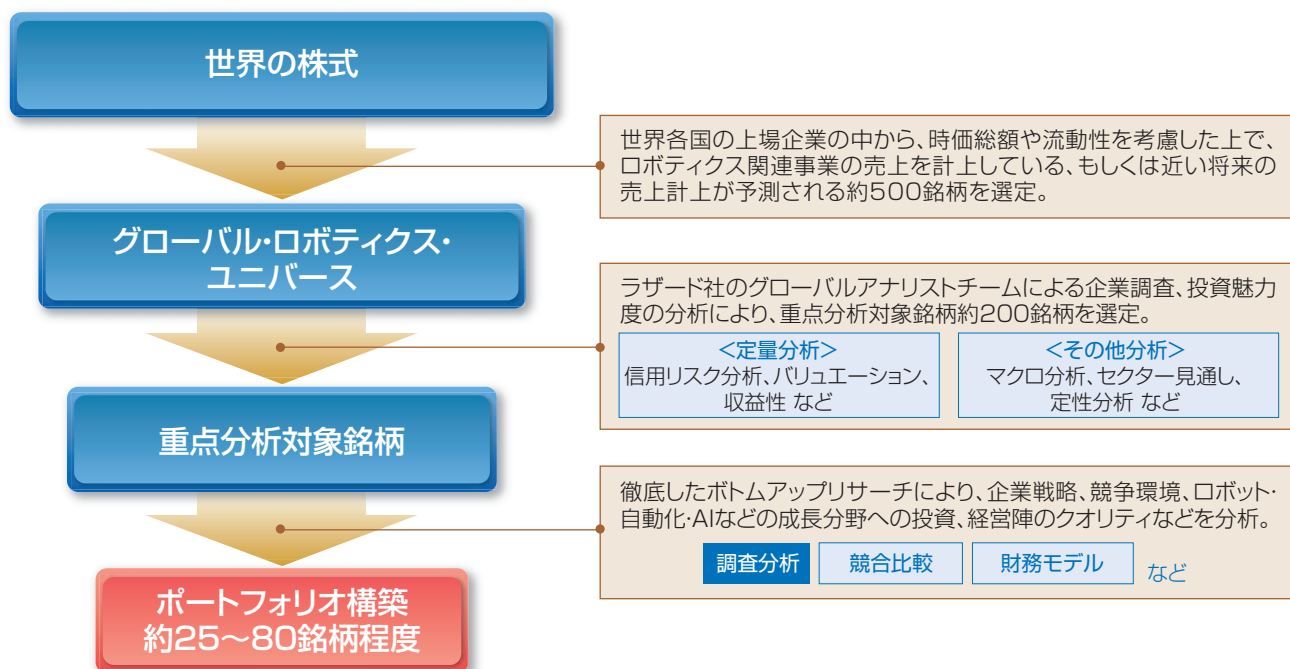 世界の株式
世界各国の上場企業の中から、時価総額や流動性を考慮した上で、
ロボティクス関連事業の売上を計上している、もしくは近い将来の
売上計上が予測される約500銘柄を選定。
グローバル・ロボティクス・
ユニバース
ラザード社のグローバルアナリストチームによる企業調査、投資魅力
度の分析により、重点分析対象銘柄約200銘柄を選定。
<定量分析>
信用リスク分析、バリュエーション、
収益性 など
<その他分析>
マクロ分析、セクター見通し、
定性分析 など
重点分析対象銘柄
徹底したボトムアップリサーチにより、企業戦略、競争環境、ロボット・
自動化・AIなどの成長分野への投資、経営陣のクオリティなどを分析。
調査分析
競合比較
財務モデル
など
ポートフォリオ構築
約25～80銘柄程度